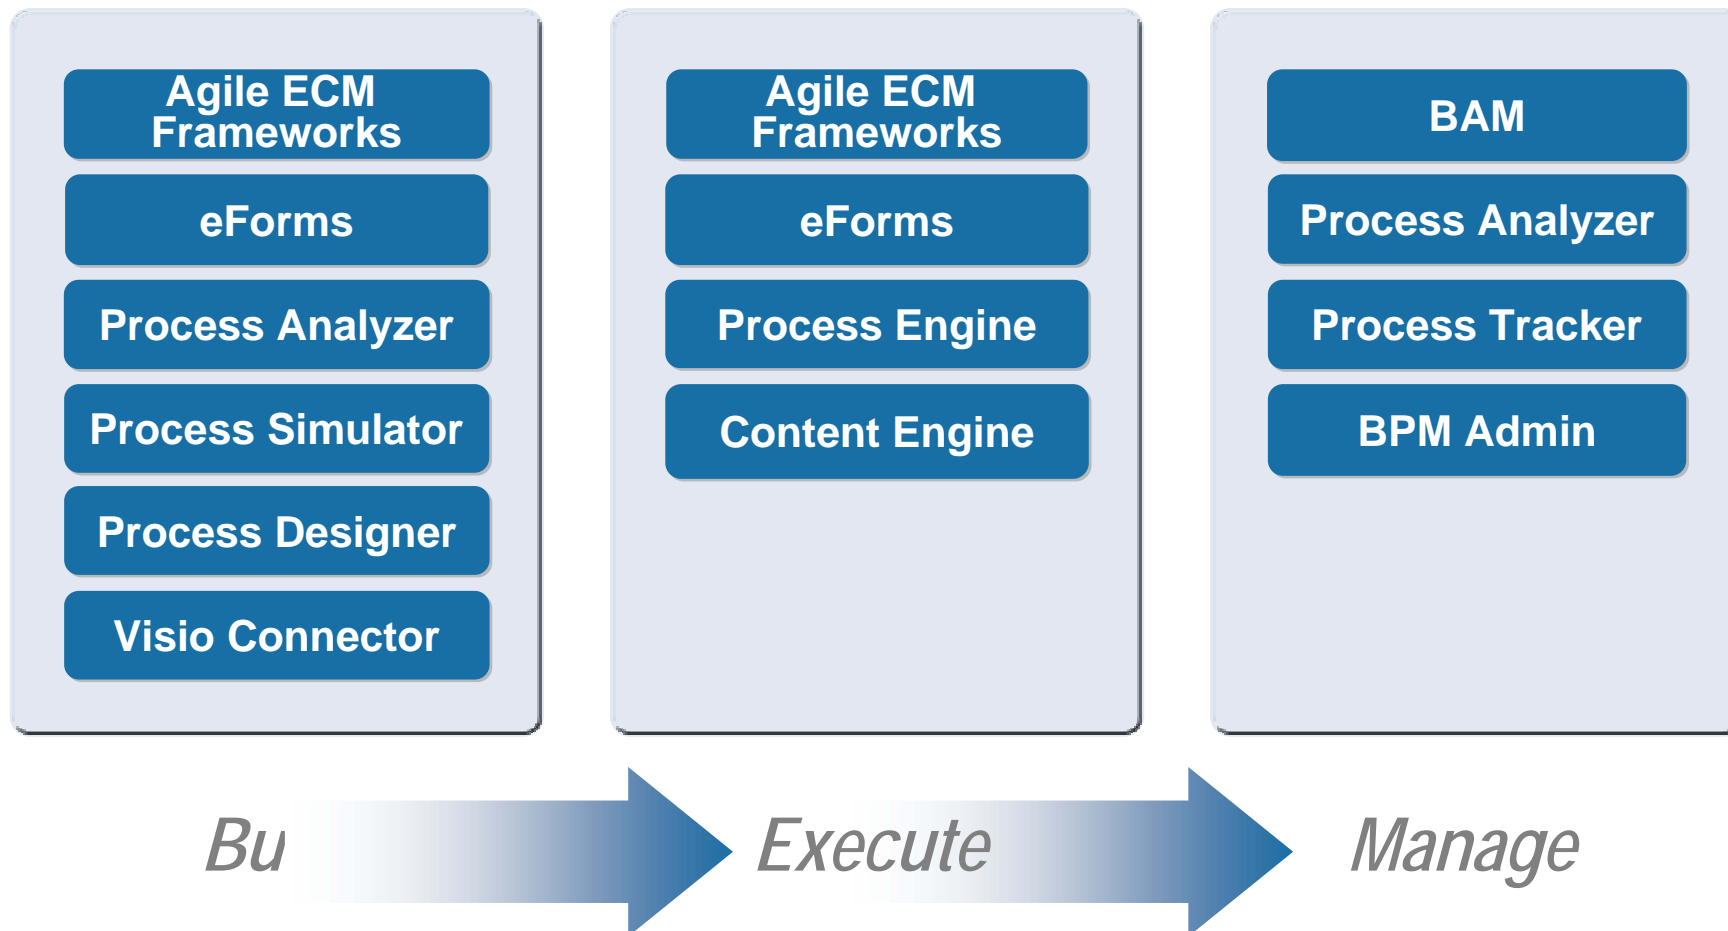 Agile ECM
Frameworks
eForms
Process Analyzer
Process Simulator
Process Designer
Visio Connector
Agile ECM
Frameworks
eForms
Process Engine
Content Engine
BAM
Process Analyzer
Process Tracker
BPM Admin
Bu
Execute
Manage